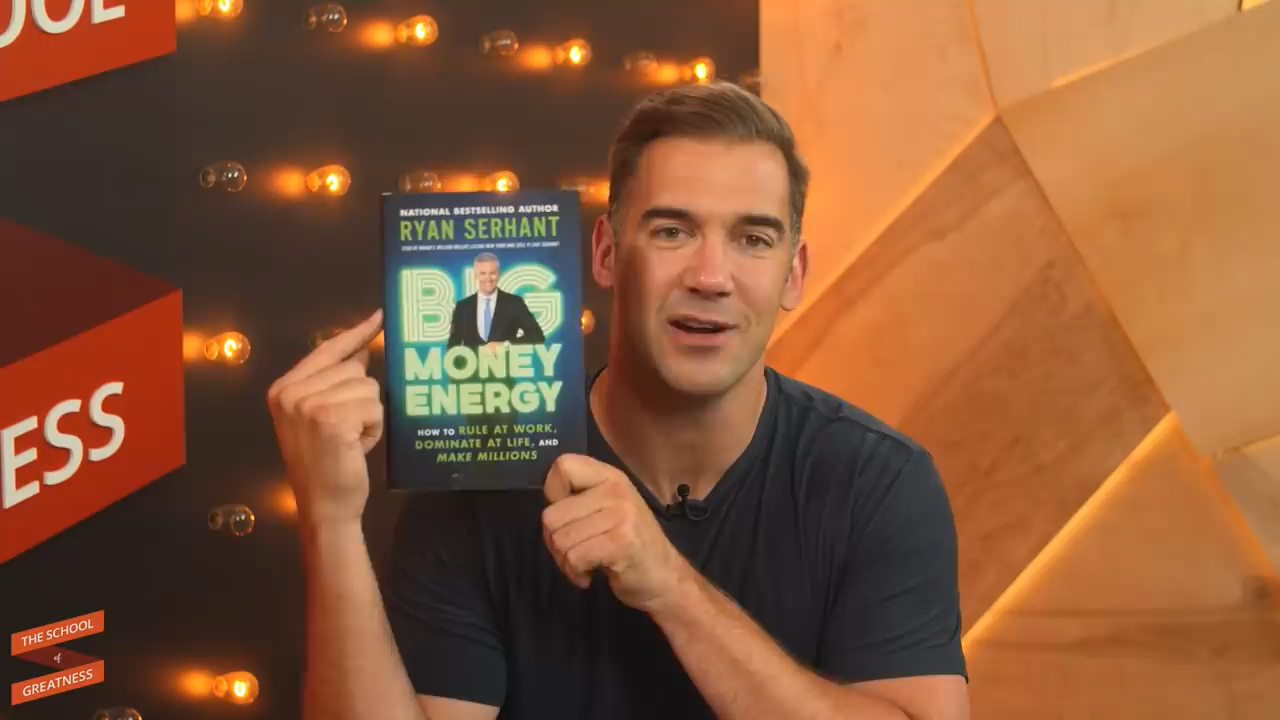 OOL
ESS
NATIONAL BESTSELLING AUTHOR
RYAN SERHANT
BIG
MONEY
ENERGY
HOW TO RULE AT WORK,
DOMINATE AT LIFE, AND
MAKE MILLIONS
THE SCHOOL
of
GREATNESS